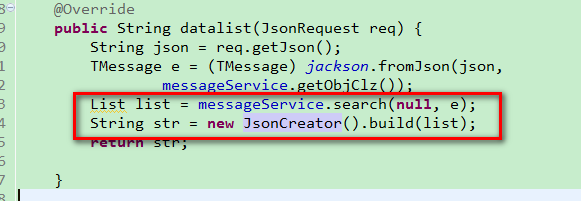 @Override
public String datalist(JsonRequest req) {
String json = req.getJson();
TMessage e = (TMessage) jackson.fromJson(json,
messageService.getObjClz());
List list = messageService.search(null, e);
String str = new JsonCreator().build(list);
return str;
}